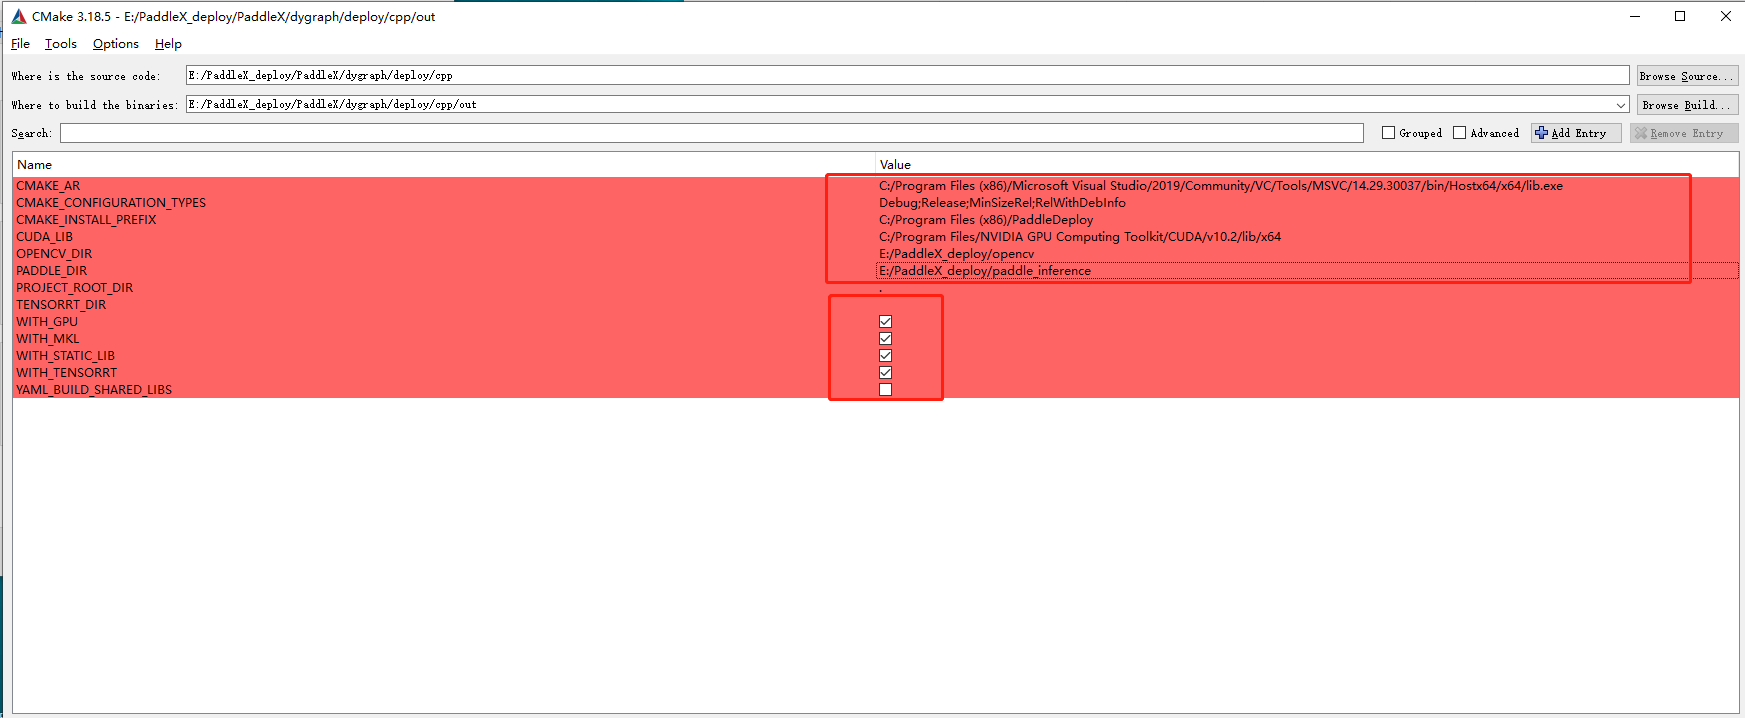 CMake 3.18.5 - E:/PaddleX_deploy/PaddleX/dygraph/deploy/cpp/out
File Tools Options Help
Where is the source code: E:/PaddleX_deploy/PaddleX/dygraph/deploy/cpp Browse Source...
Where to build the binaries: E:/PaddleX_deploy/PaddleX/dygraph/deploy/cpp/out Browse Build...
Search: Grouped Advanced Add Entry Remove Entry
Name Value
CMAKE_AR C:/Program Files (x86)/Microsoft Visual Studio/2019/Community/VC/Tools/MSVC/14.29.30037/bin/Hostx64/x64/lib.exe
CMAKE_CONFIGURATION_TYPES Debug;Release;MinSizeRel;RelWithDebInfo
CMAKE_INSTALL_PREFIX C:/Program Files (x86)/PaddleDeploy
CUDA_LIB C:/Program Files/NVIDIA GPU Computing Toolkit/CUDA/v10.2/lib/x64
OPENCV_DIR E:/PaddleX_deploy/opencv
PADDLE_DIR E:/PaddleX_deploy/paddle_inference
PROJECT_ROOT_DIR .
TENSORRT_DIR
WITH_GPU
WITH_MKL
WITH_STATIC_LIB
WITH_TENSORRT
YAML_BUILD_SHARED_LIBS